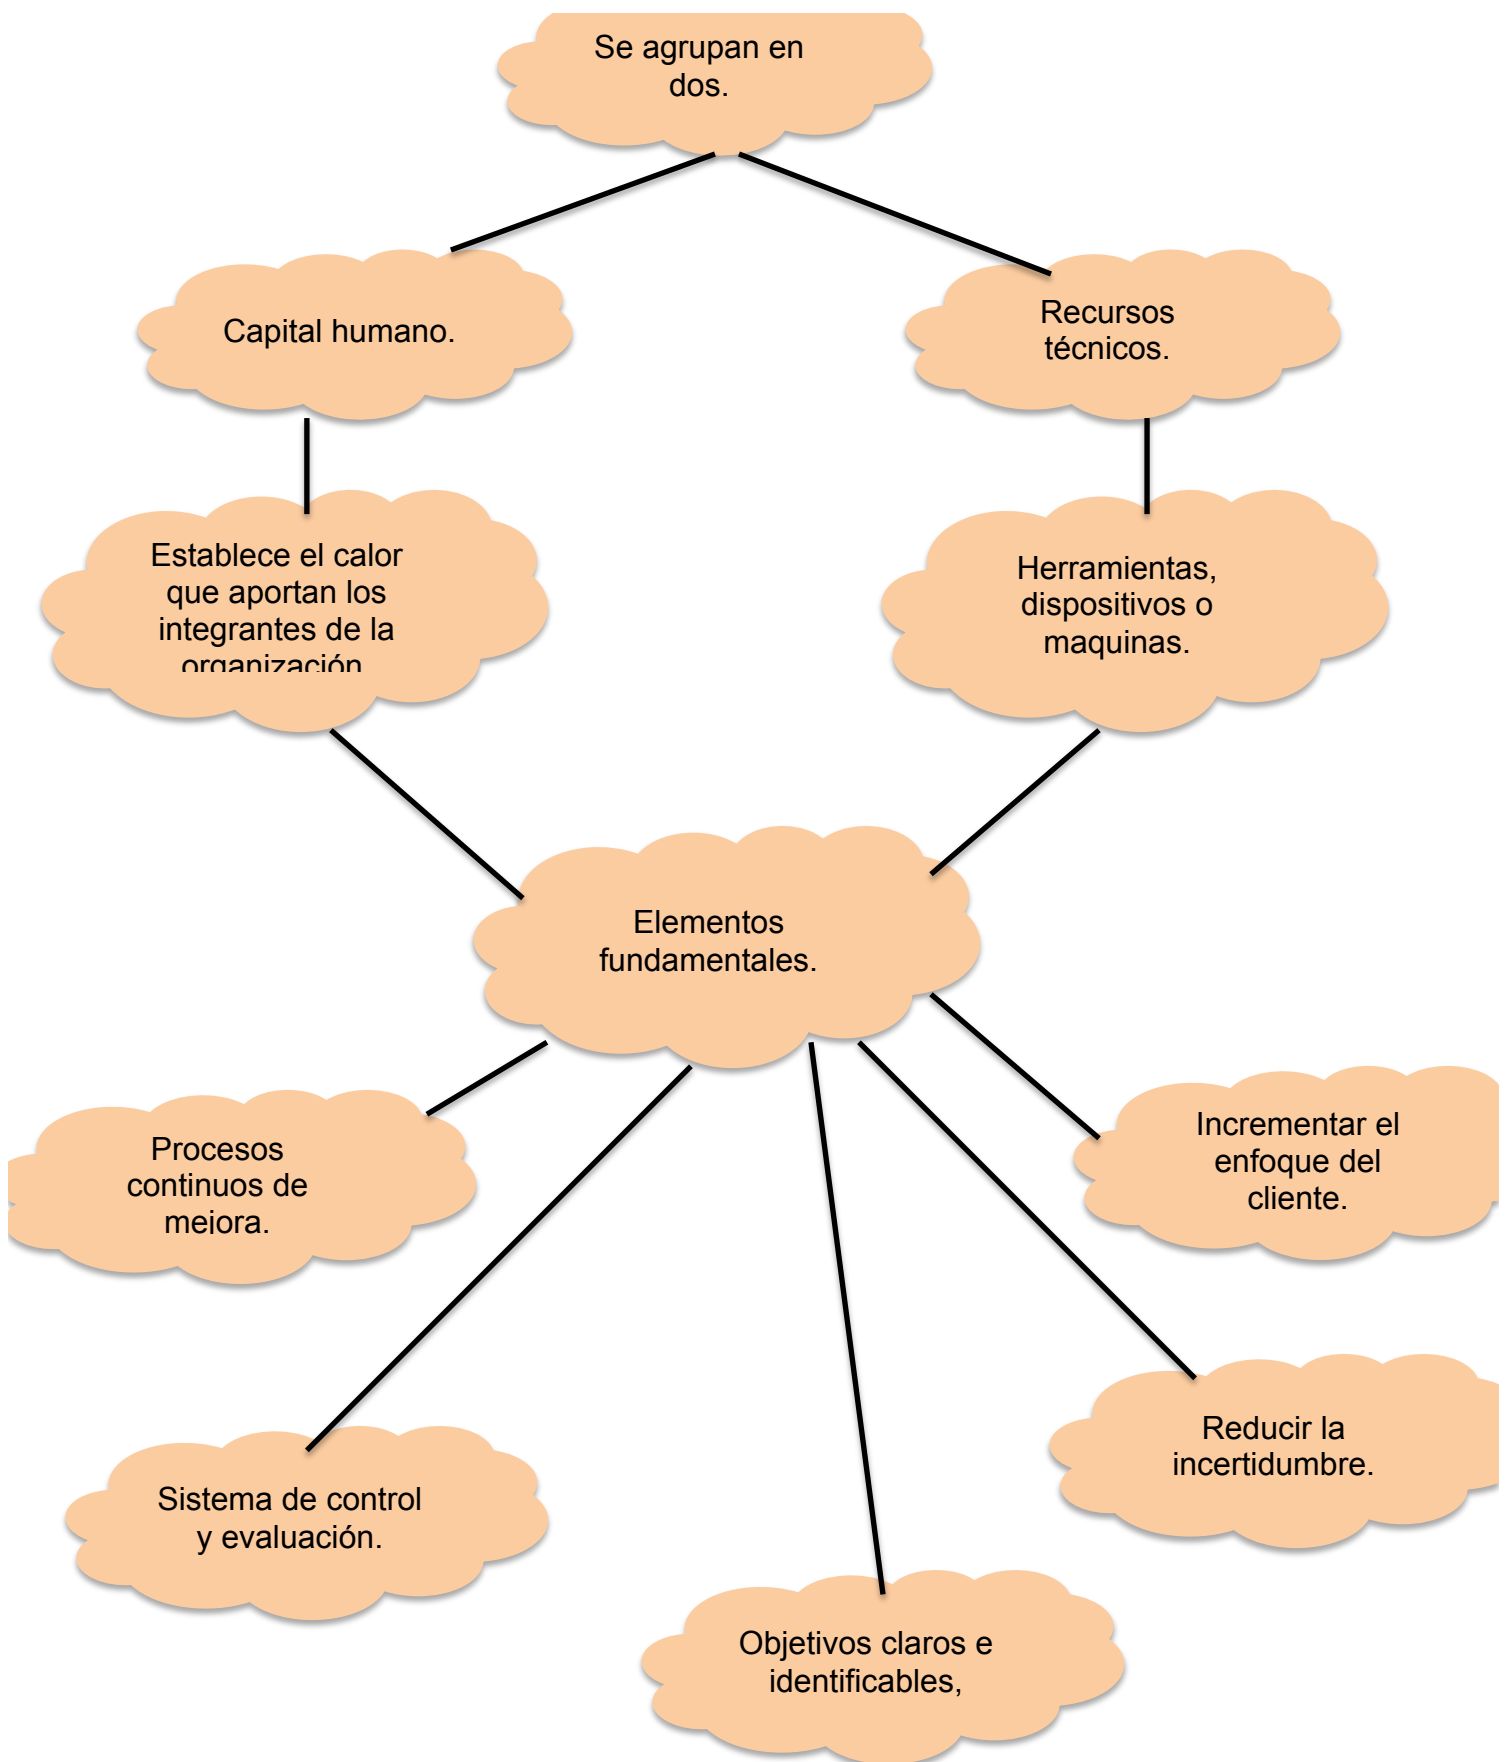 Se agrupan en
dos.
Capital humano.
Recursos
técnicos.
Establece el calor
que aportan los
integrantes de la
organización
Herramientas,
dispositivos o
maquinas.
Elementos
fundamentales.
Procesos
continuos de
mejora.
Incrementar el
enfoque del
cliente.
Reducir la
incertidumbre.
Sistema de control
y evaluación.
Objetivos claros e
identificables,